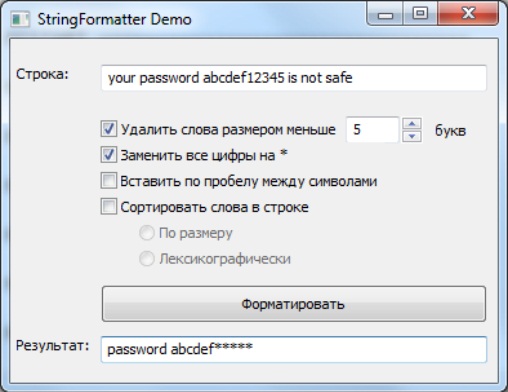 StringFormatter Demo
Строка: your password abcdef12345 is not safe
Удалить слова размером меньше 5 букв
Заменить все цифры на *
Вставить по пробелу между символами
Сортировать слова в строке
По размеру
Лексикографически
Форматировать
Результат: password abcdef*****